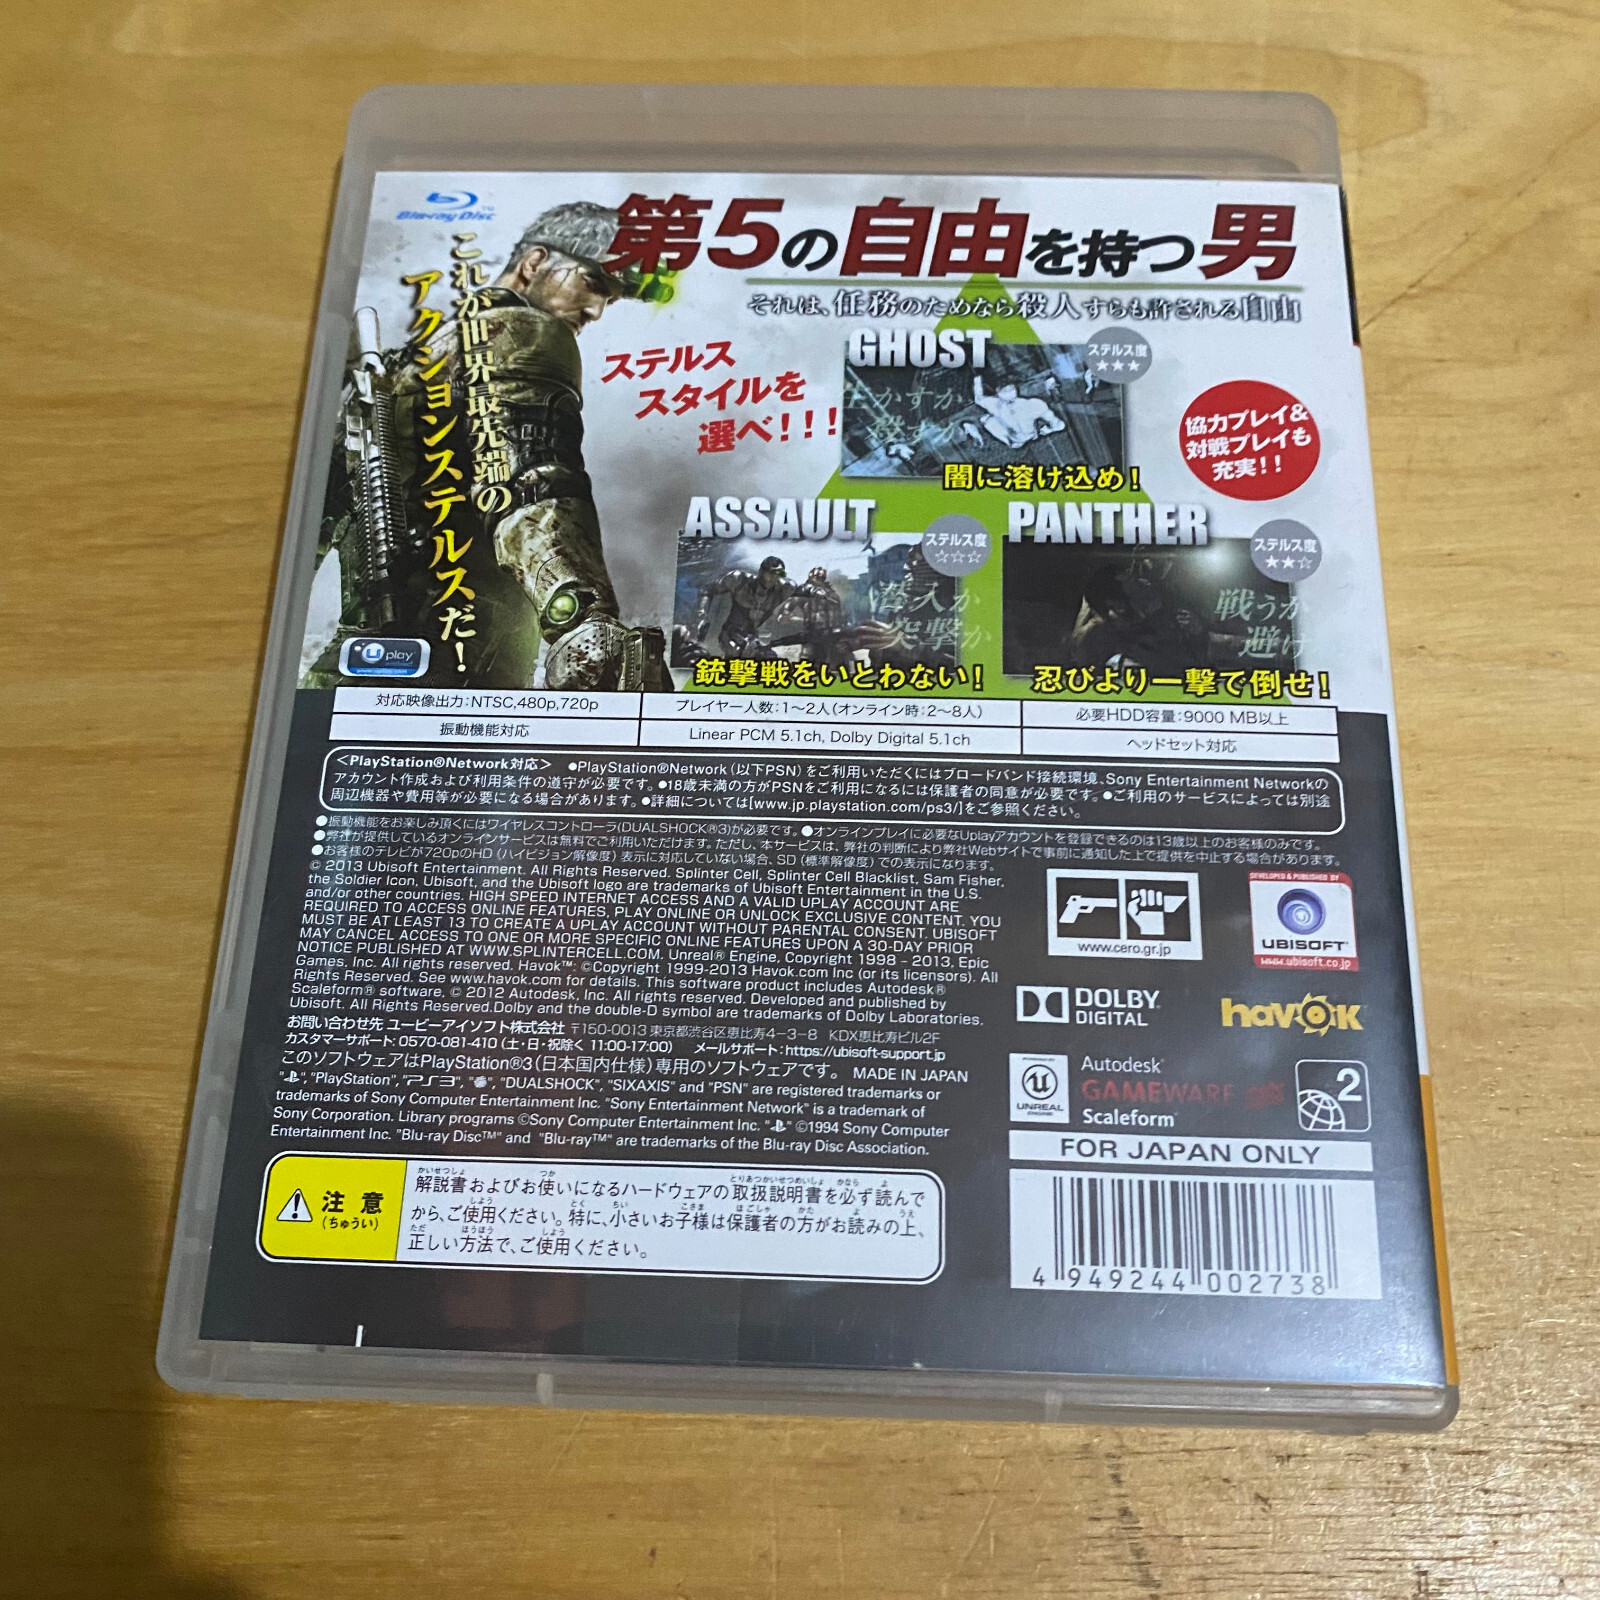 Blu-ray Disc
第5の自由を持つ男
それは、任務のためなら殺人すらも許される自由
これが世界最先端の
アクションステルスだ!
ステルス
スタイルを
選べ!!!
GHOST
ステルス度
★★★
殺すか
闇に溶け込め!
協力プレイ&
対戦プレイも
充実!!
ASSAULT
ステルス度
☆☆☆
潜入か
突撃か
銃撃戦をいとわない!
PANTHER
ステルス度
★★☆
戦うか
避け
忍びより一撃で倒せ!
uplay
対応映像出力:NTSC,480p,720p
プレイヤー人数:1〜2人(オンライン時:2〜8人)
必要HDD容量:9000 MB以上
振動機能対応
Linear PCM 5.1ch, Dolby Digital 5.1ch
ヘッドセット対応
<PlayStation®Network対応> ●PlayStation®Network(以下PSN)をご利用いただくにはブロードバンド接続環境、Sony Entertainment Networkの
アカウント作成および利用条件の遵守が必要です。●18歳未満の方がPSNをご利用になるには保護者の同意が必要です。●ご利用のサービスによっては別途
周辺機器や費用等が必要になる場合があります。●詳細については[www.jp.playstation.com/ps3/]をご参照ください。
●振動機能をお楽しみ頂くにはワイヤレスコントローラ(DUALSHOCK®3)が必要です。●オンラインプレイに必要なUplayアカウントを登録できるのは13歳以上のお客様のみです。
●弊社が提供しているオンラインサービスは無料でご利用いただけます。ただし、本サービスは、弊社の判断により弊社Webサイトで事前に通知した上で提供を中止する場合があります。
●お客様のテレビが720pのHD(ハイビジョン解像度)表示に対応していない場合、SD(標準解像度)での表示になります。
© 2013 Ubisoft Entertainment. All Rights Reserved. Splinter Cell, Splinter Cell Blacklist, Sam Fisher,
the Soldier Icon, Ubisoft, and the Ubisoft logo are trademarks of Ubisoft Entertainment in the U.S.
and/or other countries. HIGH SPEED INTERNET ACCESS AND A VALID UPLAY ACCOUNT ARE
REQUIRED TO ACCESS ONLINE FEATURES, PLAY ONLINE OR UNLOCK EXCLUSIVE CONTENT. YOU
MUST BE AT LEAST 13 TO CREATE A UPLAY ACCOUNT WITHOUT PARENTAL CONSENT. UBISOFT
MAY CANCEL ACCESS TO ONE OR MORE SPECIFIC ONLINE FEATURES UPON A 30-DAY PRIOR
NOTICE PUBLISHED AT WWW.SPLINTERCELL.COM. Unreal® Engine, Copyright 1998 - 2013, Epic
Games, Inc. All rights reserved. Havok™: ©Copyright 1999-2013 Havok.com Inc (or its licensors). All
Rights Reserved. See www.havok.com for details. This software product includes Autodesk®
Scaleform® software, © 2012 Autodesk, Inc. All rights reserved. Developed and published by
Ubisoft. All Rights Reserved.Dolby and the double-D symbol are trademarks of Dolby Laboratories.
お問い合わせ先 ユービーアイソフト株式会社 〒150-0013 東京都渋谷区恵比寿4-3-8 KDX恵比寿ビル2F
カスタマーサポート:0570-081-410(土・日・祝除く 11:00-17:00) メールサポート:https://ubisoft-support.jp
このソフトウェアはPlayStation®3(日本国内仕様)専用のソフトウェアです。 MADE IN JAPAN
"PlayStation", "PS3", "DUALSHOCK", "SIXAXIS" and "PSN" are registered trademarks or
trademarks of Sony Computer Entertainment Inc. "Sony Entertainment Network" is a trademark of
Sony Corporation. Library programs ©Sony Computer Entertainment Inc. ©1994 Sony Computer
Entertainment Inc. "Blu-ray Disc™" and "Blu-ray™" are trademarks of the Blu-ray Disc Association.
www.cero.gr.jp
DEVELOPED & PUBLISHED BY
UBISOFT
www.ubisoft.co.jp
DOLBY
DIGITAL
havok
UNREAL
ENGINE
Autodesk
GAMEWARE
Scaleform
2
FOR JAPAN ONLY
4 949244 002738
注意
(ちゅうい)
解説書およびお使いになるハードウェアの取扱説明書を必ず読んで
から、ご使用ください。特に、小さいお子様は保護者の方がお読みの上、
正しい方法で、ご使用ください。